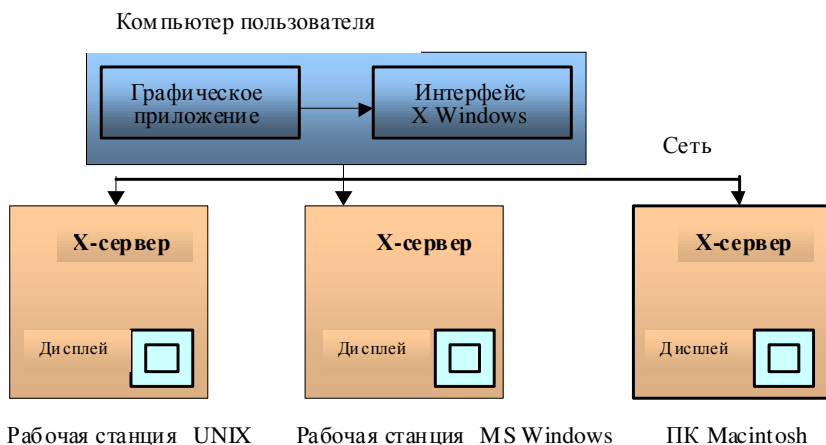 Компьютер пользователя
Графическое
приложение
Интерфейс
X Windows
Сеть
X-сервер
X-сервер
X-сервер
Дисплей
Дисплей
Дисплей
Рабочая станция UNIX
Рабочая станция MS Windows
ПК Macintosh